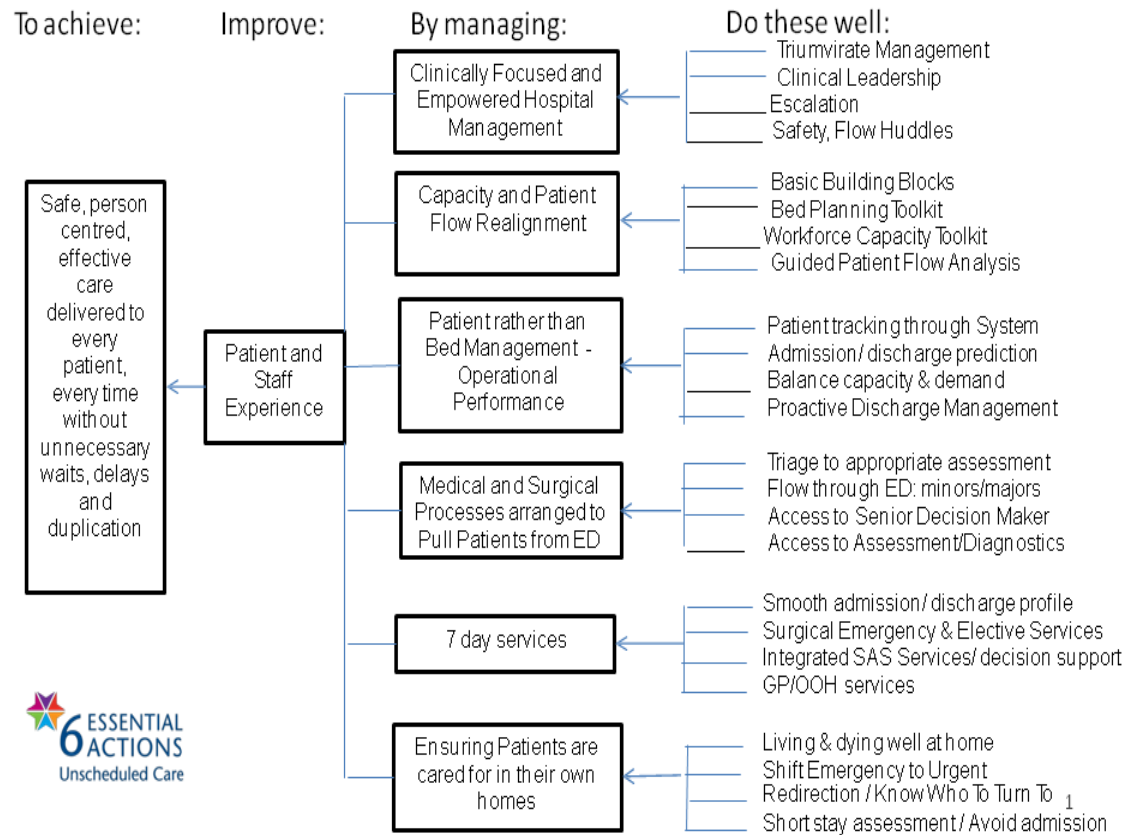 To achieve:
Improve:
By managing:
Do these well:
Safe, person
centred,
effective
care
delivered to
every
patient,
every time
without
unnecessary
waits, delays
and
duplication
Patient and
Staff
Experience
Clinically Focused and
Empowered Hospital
Management
Triumvirate Management
Clinical Leadership
Escalation
Safety, Flow Huddles
Capacity and Patient
Flow Realignment
Basic Building Blocks
Bed Planning Toolkit
Workforce Capacity Toolkit
Guided Patient Flow Analysis
Patient rather than
Bed Management -
Operational
Performance
Patient tracking through System
Admission/ discharge prediction
Balance capacity & demand
Proactive Discharge Management
Medical and Surgical
Processes arranged to
Pull Patients from ED
Triage to appropriate assessment
Flow through ED: minors/majors
Access to Senior Decision Maker
Access to Assessment/Diagnostics
7 day services
Smooth admission/ discharge profile
Surgical Emergency & Elective Services
Integrated SAS Services/ decision support
GP/OOH services
Ensuring Patients are
cared for in their own
homes
Living & dying well at home
Shift Emergency to Urgent
Redirection / Know Who To Turn To
Short stay assessment / Avoid admission
6 ESSENTIAL
ACTIONS
Unscheduled Care
1